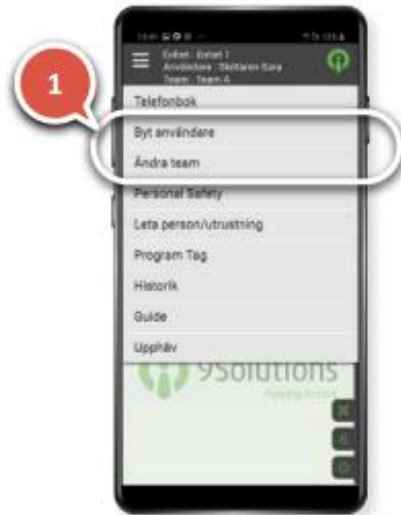 1
Enhet: Enhet 1
Användare: Skötaren Sara
Team: Team A
Telefonbok
Byt användare
Ändra team
Personal Safety
Leta person/utrustning
Program Tag
Historik
Guide
Upphäv
9Solutions